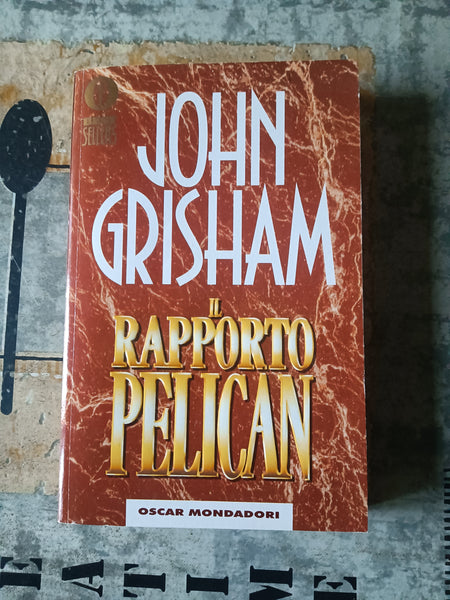 JOHN
GRISHAM
IL
RAPPORTO
PELICAN
OSCAR MONDADORI
E A T I M E